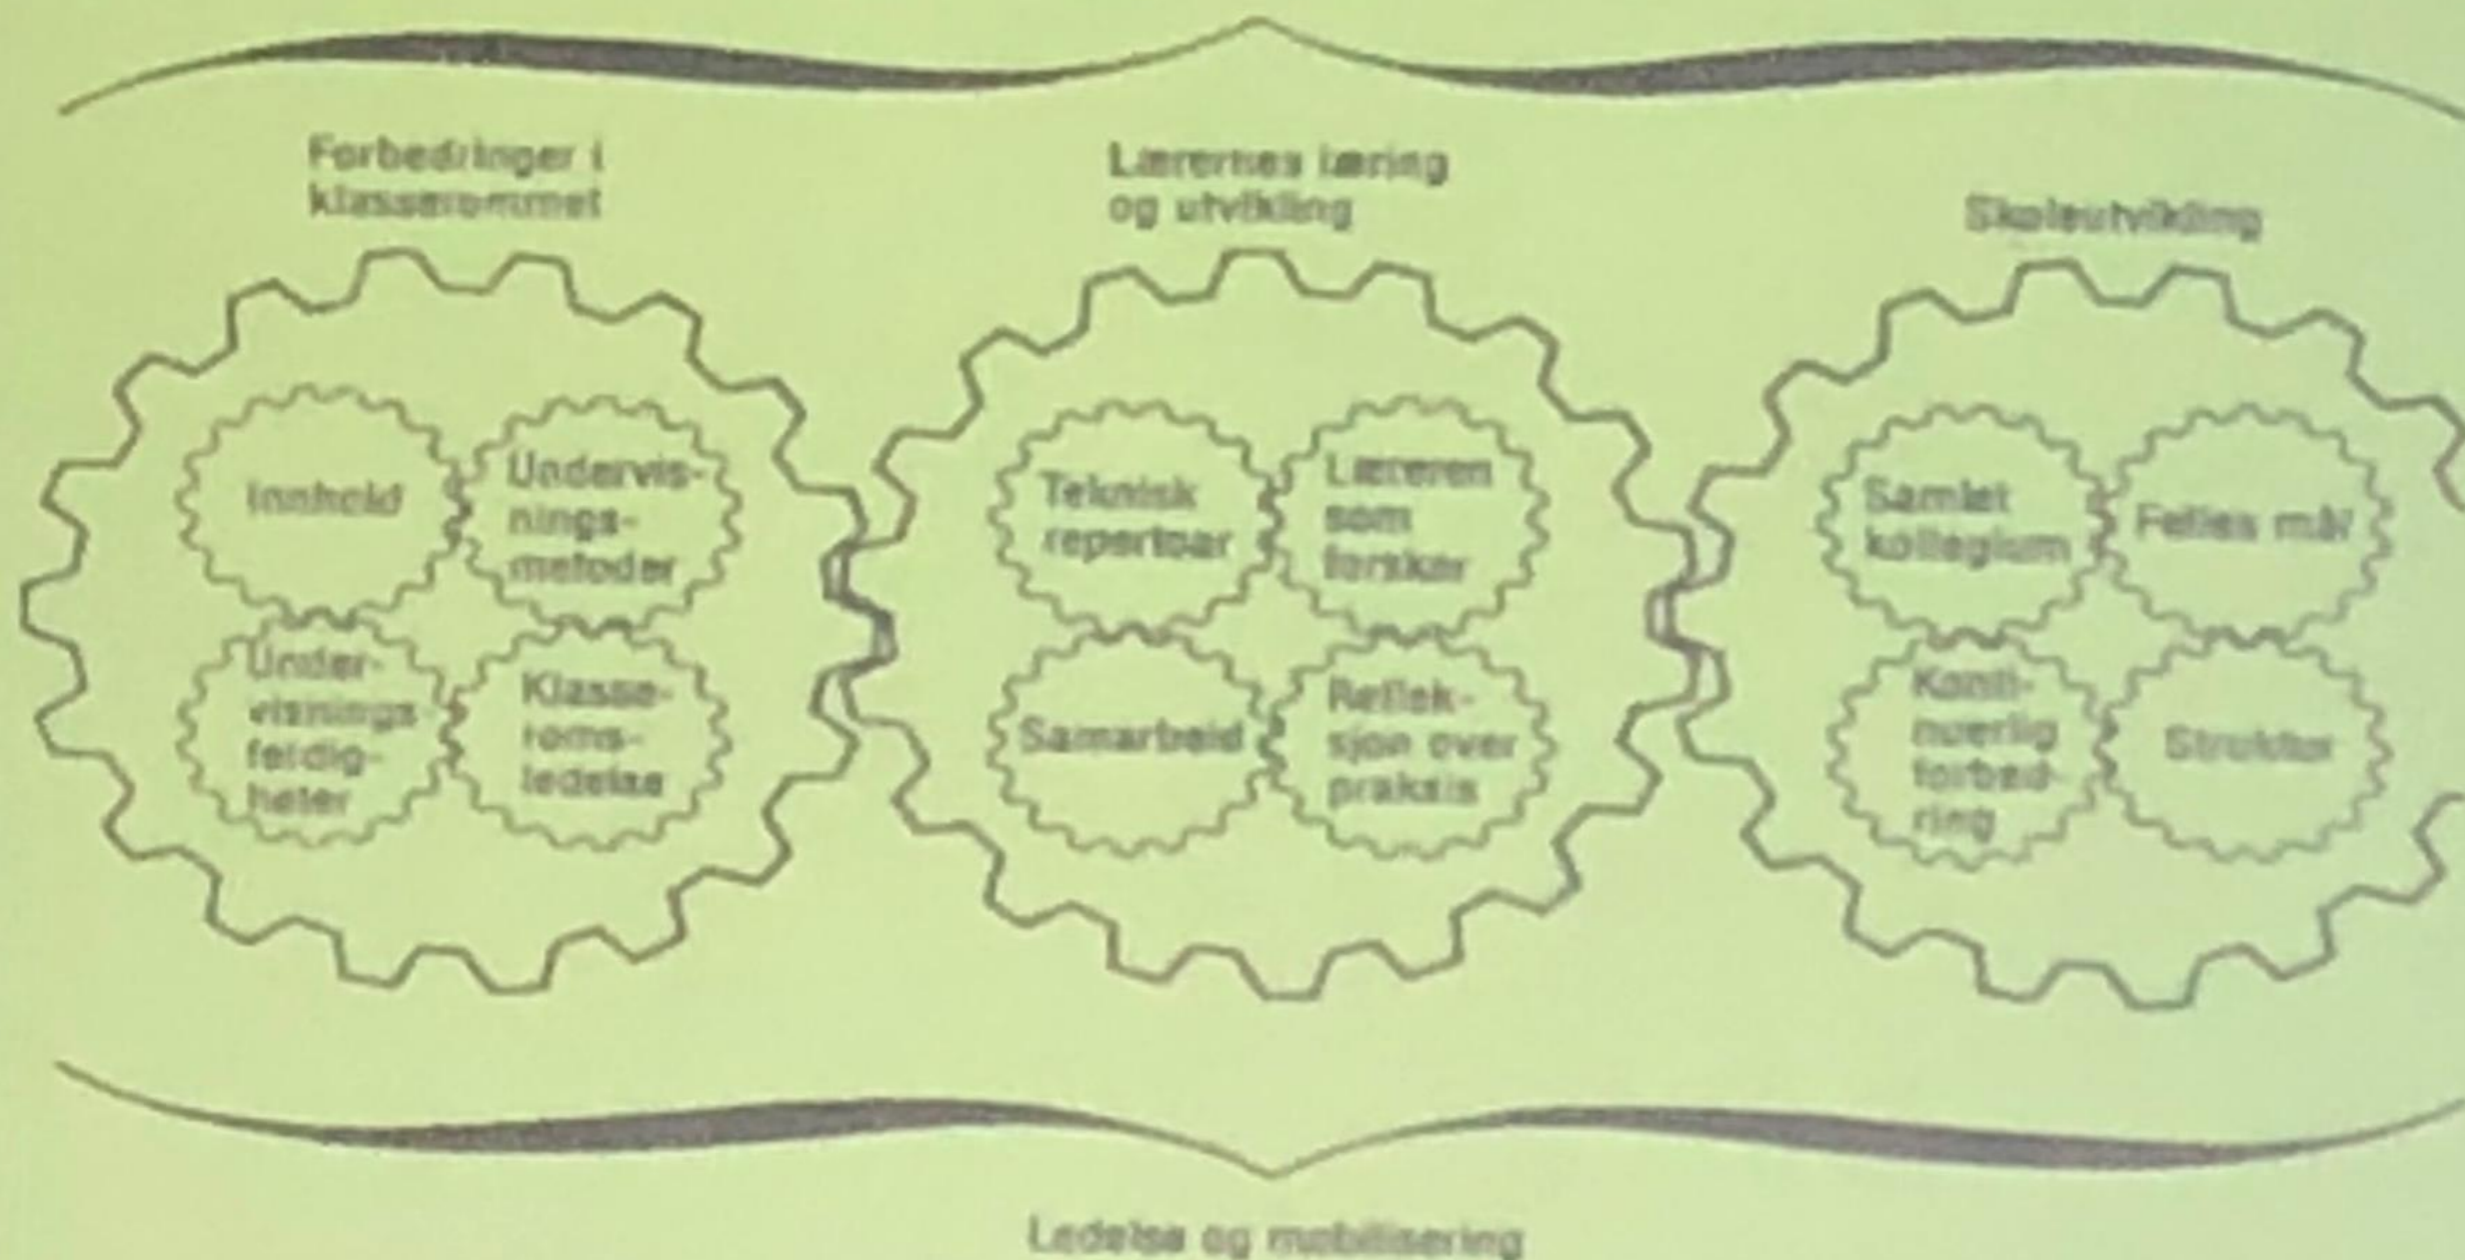 Forbedringer i
klasserommet
Innhold
Undervis-
nings-
metoder
Under-
visnings
ferdig-
heter
Klasse-
roms-
ledelse
Lærernes læring
og utvikling
Teknisk
repertoar
Læreren
som
forsker
Samarbeid
Reflek-
sjon over
praksis
Skoleutvikling
Samlet
kollegium
Felles mål
Konti-
nuerlig
forbed-
ring
Struktur
Ledelse og mobilisering